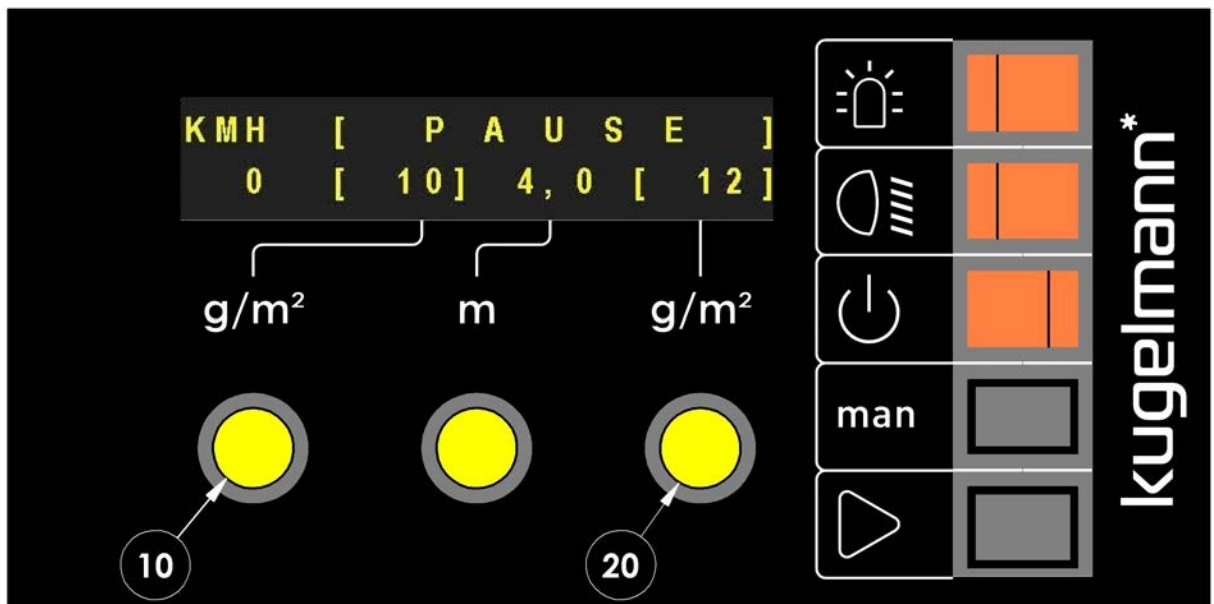 KMH [ PAUSE ]
0 [ 10] 4,0 [ 12]
g/m² m g/m²
man
10 20
kugelmann*